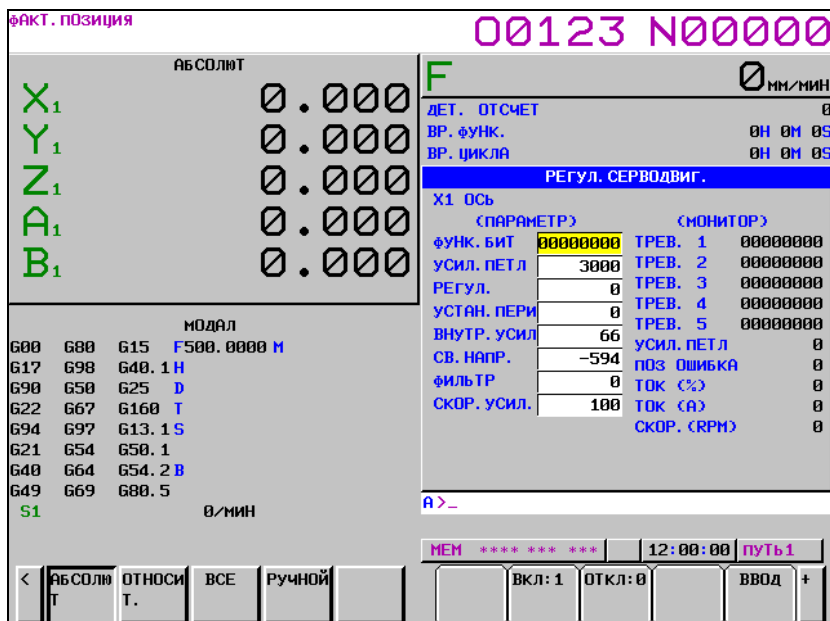 ФАКТ.ПОЗИЦИЯ
O0123 N00000
АБСОЛЮТ
X1 0.000
Y1 0.000
Z1 0.000
A1 0.000
B1 0.000
МОДАЛ
G00 G80 G15 F500.0000 M
G17 G98 G40.1 H
G90 G50 G25 D
G22 G67 G160 T
G94 G97 G13.1 S
G21 G54 G50.1
G40 G64 G54.2 B
G49 G69 G80.5
S1 0/МИН
F 0 ММ/МИН
ДЕТ. ОТСЧЕТ 0
ВР.ФУНК. 0H 0M 0S
ВР.ЦИКЛА 0H 0M 0S
РЕГУЛ.СЕРВОДВИГ.
X1 ОСЬ
(ПАРАМЕТР) (МОНИТОР)
ФУНК.БИТ 00000000 ТРЕВ. 1 00000000
УСИЛ.ПЕТЛ 3000 ТРЕВ. 2 00000000
РЕГУЛ. 0 ТРЕВ. 3 00000000
УСТАН.ПЕРИ 0 ТРЕВ. 4 00000000
ВНУТР.УСИЛ 66 ТРЕВ. 5 00000000
СВ.НАПР. -594 УСИЛ.ПЕТЛ 0
ФИЛЬТР 0 ПОЗ ОШИБКА 0
СКОР.УСИЛ. 100 ТОК (%) 0
ТОК (A) 0
СКОР.(RPM) 0
A>_
MEM **** *** *** 12:00:00 ПУТЬ1
< АБСОЛЮ ОТНОСИ ВСЕ РУЧНОЙ ВКЛ:1 ОТКЛ:0 ВВОД +
Т Т.